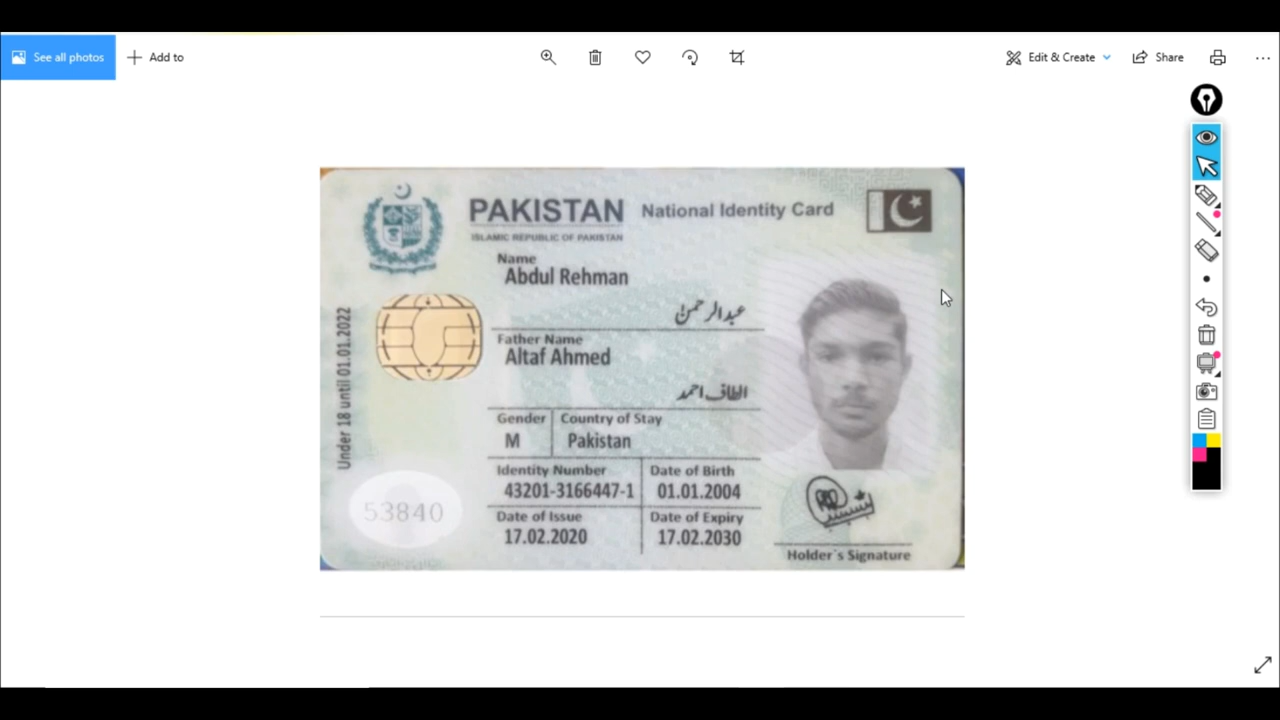 See all photos
Add to
Edit & Create
Share
PAKISTAN National Identity Card
ISLAMIC REPUBLIC OF PAKISTAN
Name
Abdul Rehman
عبدالرحمن
Father Name
Altaf Ahmed
الطاف احمد
Gender Country of Stay
M Pakistan
Identity Number Date of Birth
43201-3166447-1 01.01.2004
Date of Issue Date of Expiry
17.02.2020 17.02.2030
Holder's Signature
Under 18 until 01.01.2022
53840